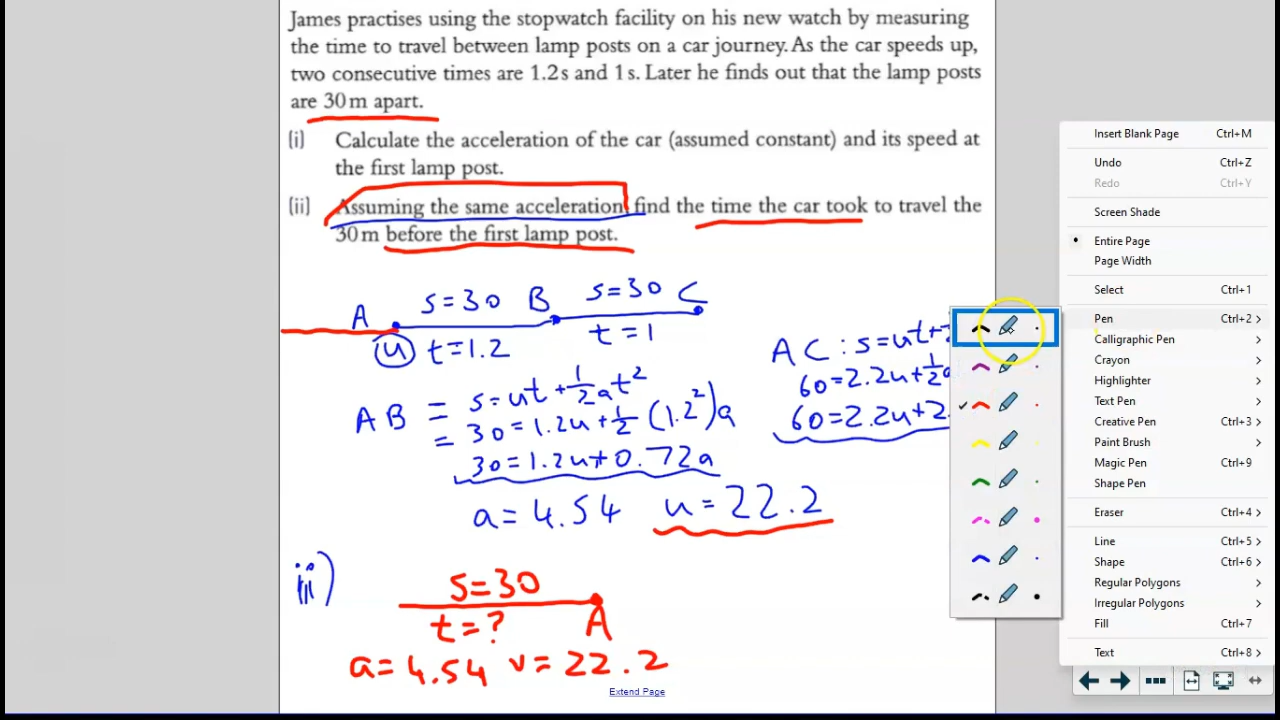 James practises using the stopwatch facility on his new watch by measuring
the time to travel between lamp posts on a car journey. As the car speeds up,
two consecutive times are 1.2 s and 1 s. Later he finds out that the lamp posts
are 30 m apart.
(i) Calculate the acceleration of the car (assumed constant) and its speed at
the first lamp post.
(ii) Assuming the same acceleration, find the time the car took to travel the
30 m before the first lamp post.
A s=30 B s=30 C
u t=1.2 t=1
AB = s=ut+1/2at²
= 30=1.2u+1/2(1.2²)a
30=1.2u+0.72a
a=4.54 u=22.2
AC: s=ut+
60=2.2u+1/2a
60=2.2u+2.
ii)
s=30
t=? A
a=4.54 v=22.2
Extend Page
Insert Blank Page Ctrl+M
Undo Ctrl+Z
Redo Ctrl+Y
Screen Shade
Entire Page
Page Width
Select Ctrl+1
Pen Ctrl+2
Calligraphic Pen
Crayon
Highlighter
Text Pen
Creative Pen Ctrl+3
Paint Brush
Magic Pen Ctrl+9
Shape Pen
Eraser Ctrl+4
Line Ctrl+5
Shape Ctrl+6
Regular Polygons
Irregular Polygons
Fill Ctrl+7
Text Ctrl+8